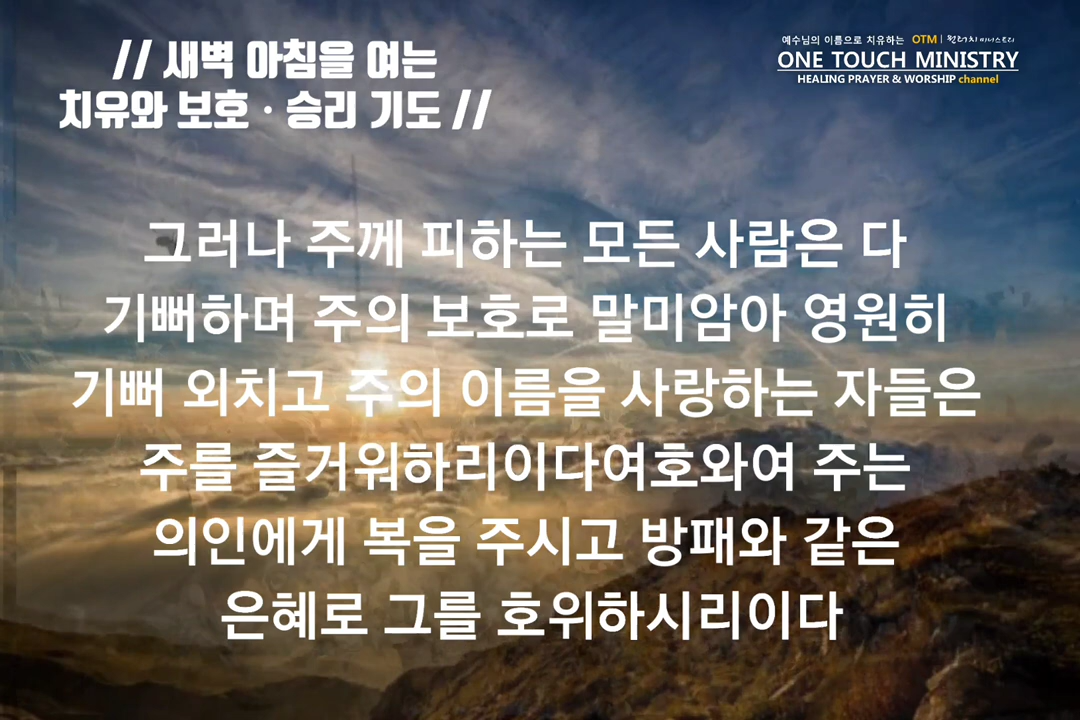 // 새벽 아침을 여는
치유와 보호 · 승리 기도 //
예수님의 이름으로 치유하는 OTM | 원터치 미니스트리
ONE TOUCH MINISTRY
HEALING PRAYER & WORSHIP channel
그러나 주께 피하는 모든 사람은 다
기뻐하며 주의 보호로 말미암아 영원히
기뻐 외치고 주의 이름을 사랑하는 자들은
주를 즐거워하리이다여호와여 주는
의인에게 복을 주시고 방패와 같은
은혜로 그를 호위하시리이다